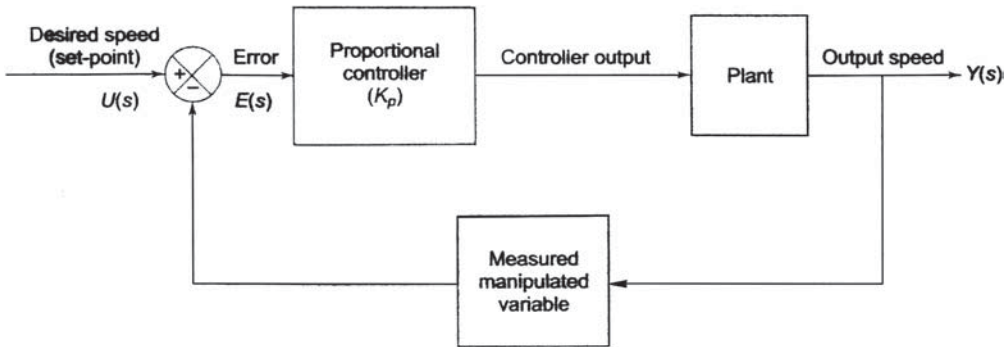 Desired speed
(set-point)
U(s)
+
−
Error
E(s)
Proportional
controller
(Kp)
Controller output
Plant
Output speed
Y(s)
Measured
manipulated
variable